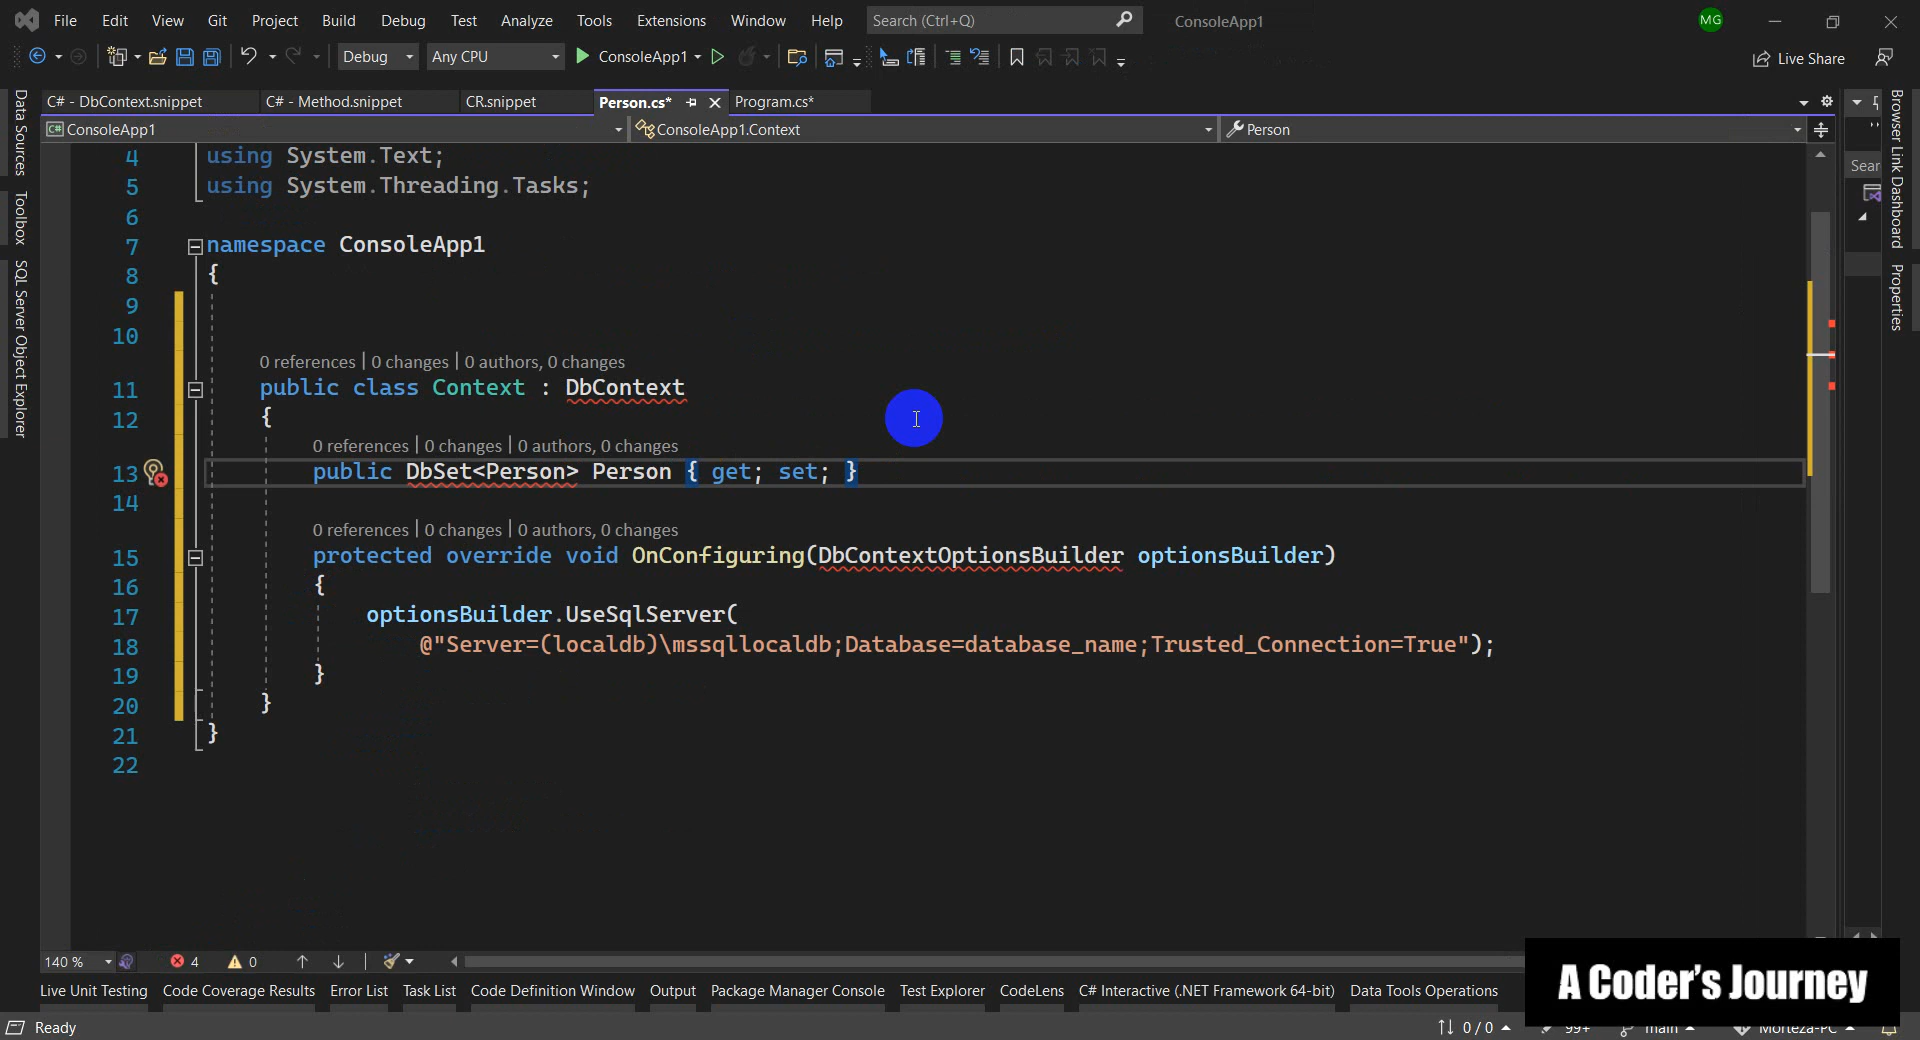 File Edit View Git Project Build Debug Test Analyze Tools Extensions Window Help Search (Ctrl+Q) ConsoleApp1 MG
Debug Any CPU ConsoleApp1 Live Share
C# - DbContext.snippet C# - Method.snippet CR.snippet Person.cs* Program.cs*
C# ConsoleApp1 ConsoleApp1.Context Person
Data Sources
Toolbox
SQL Server Object Explorer
4 using System.Text;
5 using System.Threading.Tasks;
6
7 namespace ConsoleApp1
8 {
9
10
0 references | 0 changes | 0 authors, 0 changes
11 public class Context : DbContext
12 {
0 references | 0 changes | 0 authors, 0 changes
13 public DbSet<Person> Person { get; set; }
14
0 references | 0 changes | 0 authors, 0 changes
15 protected override void OnConfiguring(DbContextOptionsBuilder optionsBuilder)
16 {
17 optionsBuilder.UseSqlServer(
18 @"Server=(localdb)\mssqllocaldb;Database=database_name;Trusted_Connection=True");
19 }
20 }
21 }
22
Sear
Browser Link Dashboard
Properties
140 % 4 0
Live Unit Testing Code Coverage Results Error List Task List Code Definition Window Output Package Manager Console Test Explorer CodeLens C# Interactive (.NET Framework 64-bit) Data Tools Operations
A Coder's Journey
Ready 0 / 0 99+ main Morteza-PC